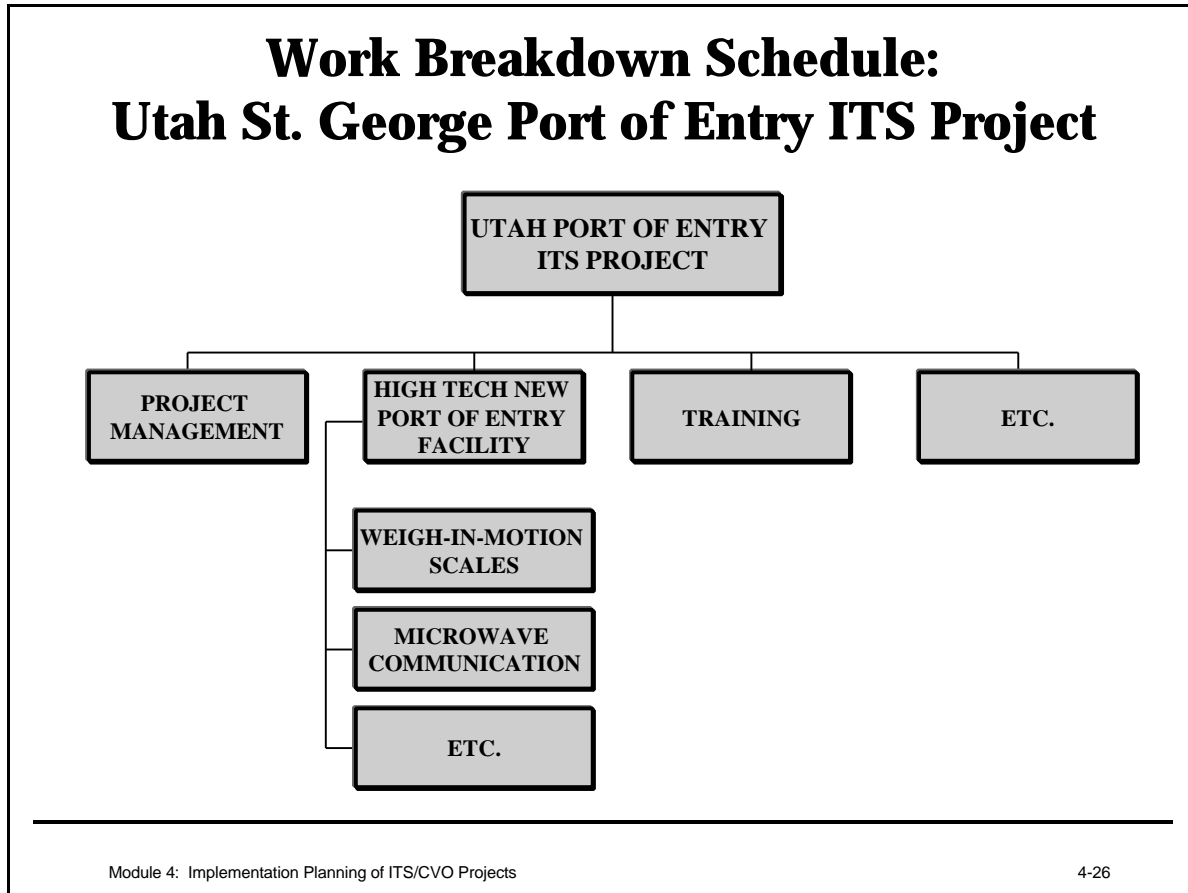 Work Breakdown Schedule:
Utah St. George Port of Entry ITS Project
UTAH PORT OF ENTRY
ITS PROJECT
PROJECT
MANAGEMENT
HIGH TECH NEW
PORT OF ENTRY
FACILITY
TRAINING
ETC.
WEIGH-IN-MOTION
SCALES
MICROWAVE
COMMUNICATION
ETC.
Module 4: Implementation Planning of ITS/CVO Projects
4-26